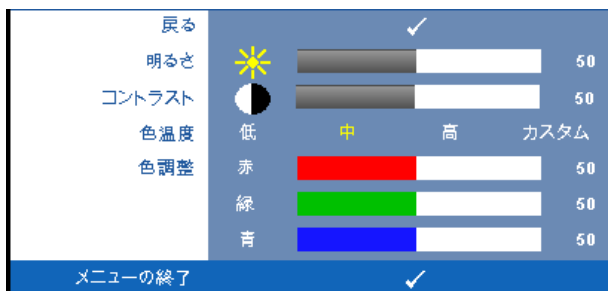 戻る
明るさ 50
コントラスト 50
色温度 低 中 高 カスタム
色調整 赤 50
緑 50
青 50
メニューの終了